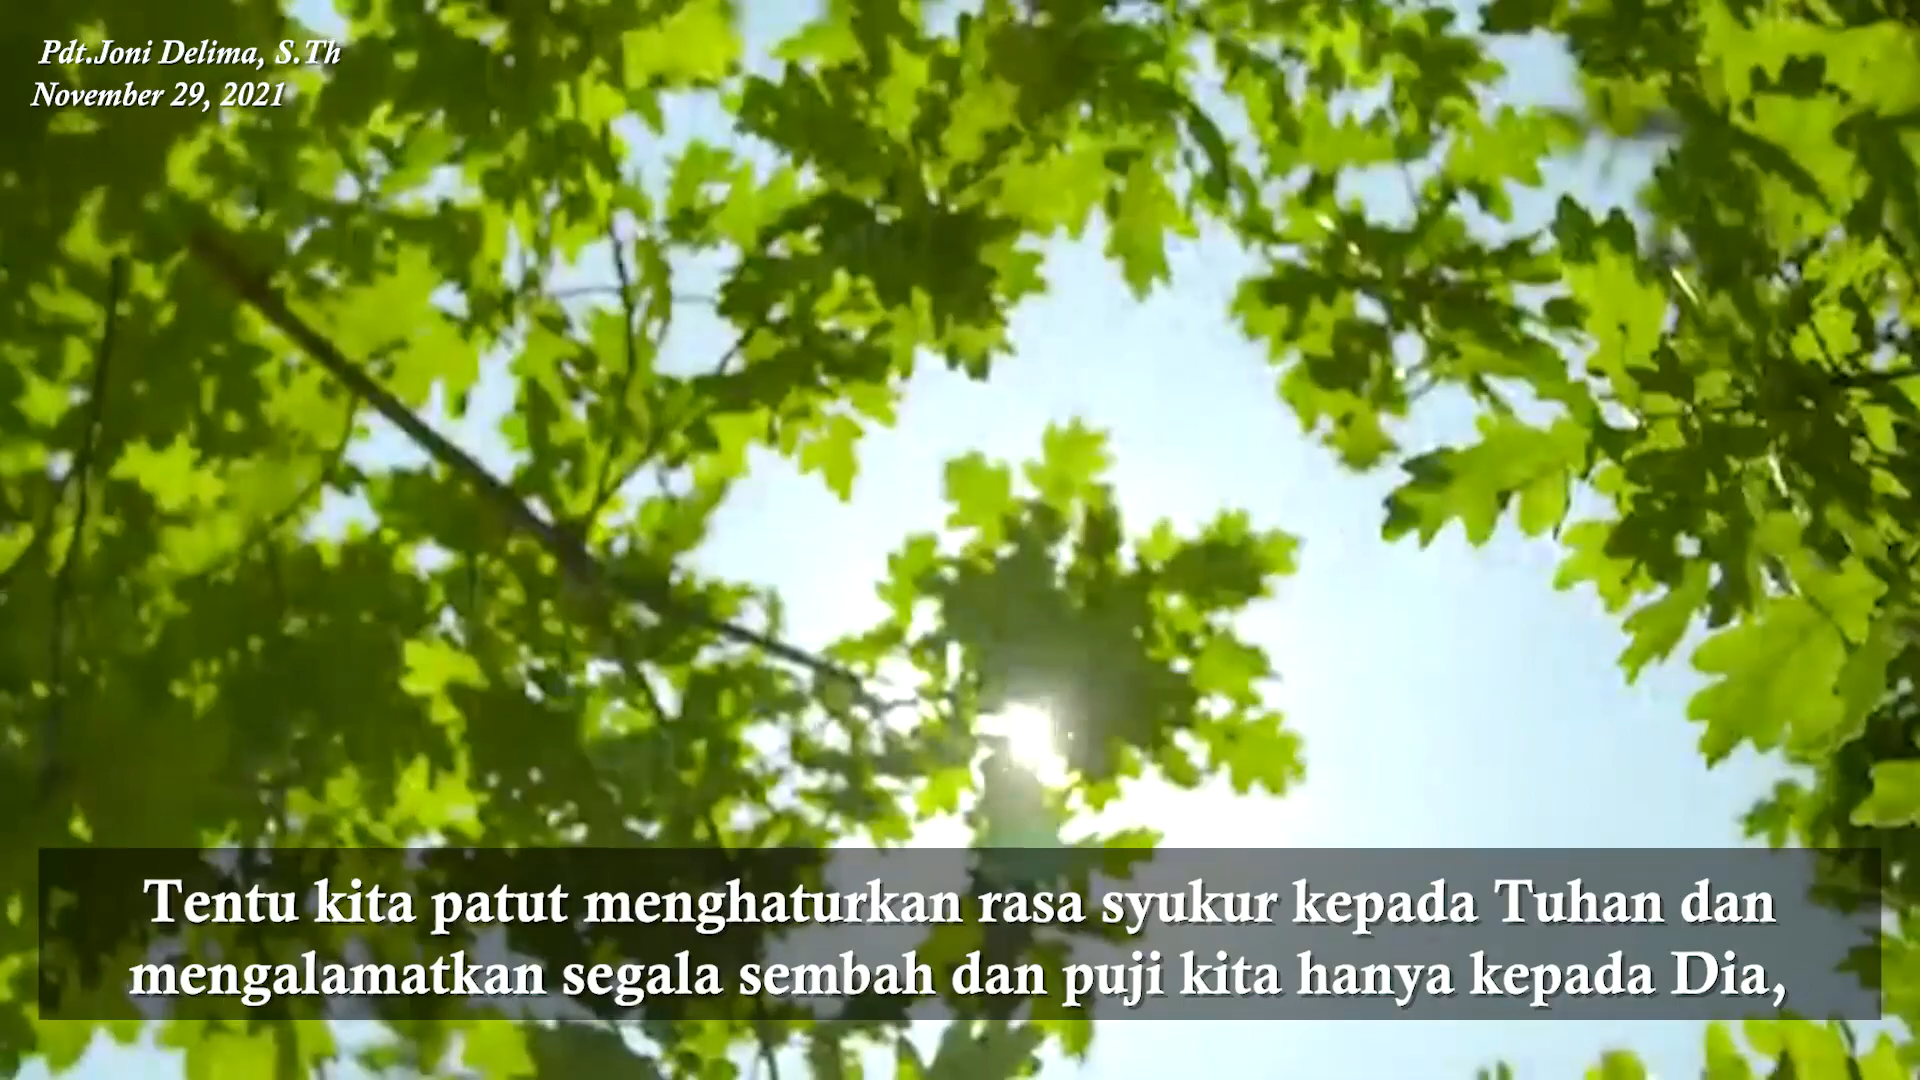 Pdt.Joni Delima, S.Th
November 29, 2021
Tentu kita patut menghaturkan rasa syukur kepada Tuhan dan
mengalamatkan segala sembah dan puji kita hanya kepada Dia,